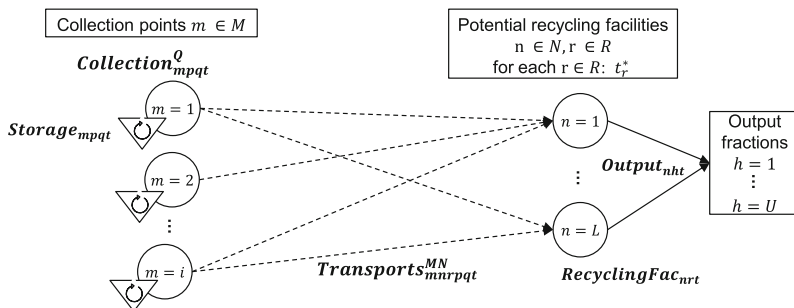 Collection points m ∈ M
Potential recycling facilities
n ∈ N, r ∈ R
for each r ∈ R: t*_r
Collection^Q_mpqt
Storage_mpqt
m = 1
m = 2
⋮
m = i
n = 1
⋮
n = L
Transports^MN_mnrpqt
RecyclingFac_nrt
Output_nht
Output
fractions
h = 1
⋮
h = U